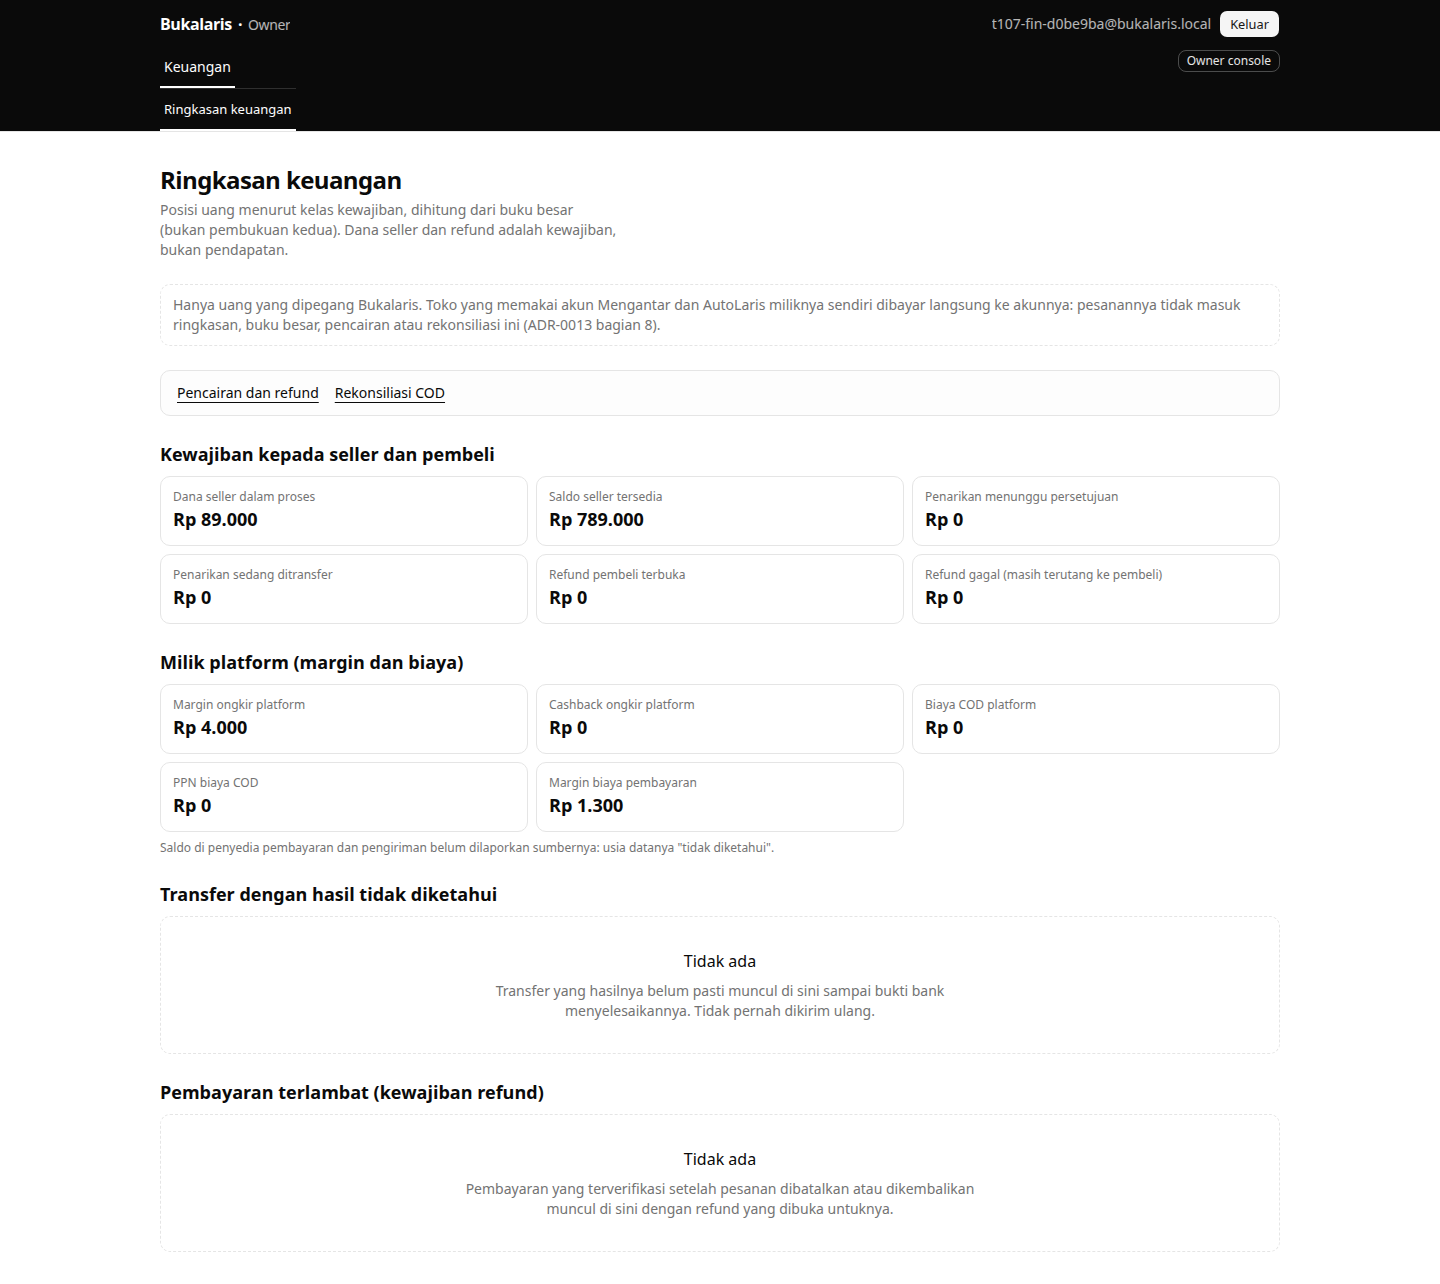 Bukalaris · Owner
t107-fin-d0be9ba@bukalaris.local
Keluar
Keuangan
Owner console
Ringkasan keuangan
Ringkasan keuangan
Posisi uang menurut kelas kewajiban, dihitung dari buku besar
(bukan pembukuan kedua). Dana seller dan refund adalah kewajiban,
bukan pendapatan.
Hanya uang yang dipegang Bukalaris. Toko yang memakai akun Mengantar dan AutoLaris miliknya sendiri dibayar langsung ke akunnya: pesanannya tidak masuk
ringkasan, buku besar, pencairan atau rekonsiliasi ini (ADR-0013 bagian 8).
Pencairan dan refund
Rekonsiliasi COD
Kewajiban kepada seller dan pembeli
Dana seller dalam proses
Rp 89.000
Saldo seller tersedia
Rp 789.000
Penarikan menunggu persetujuan
Rp 0
Penarikan sedang ditransfer
Rp 0
Refund pembeli terbuka
Rp 0
Refund gagal (masih terutang ke pembeli)
Rp 0
Milik platform (margin dan biaya)
Margin ongkir platform
Rp 4.000
Cashback ongkir platform
Rp 0
Biaya COD platform
Rp 0
PPN biaya COD
Rp 0
Margin biaya pembayaran
Rp 1.300
Saldo di penyedia pembayaran dan pengiriman belum dilaporkan sumbernya: usia datanya "tidak diketahui".
Transfer dengan hasil tidak diketahui
Tidak ada
Transfer yang hasilnya belum pasti muncul di sini sampai bukti bank
menyelesaikannya. Tidak pernah dikirim ulang.
Pembayaran terlambat (kewajiban refund)
Tidak ada
Pembayaran yang terverifikasi setelah pesanan dibatalkan atau dikembalikan
muncul di sini dengan refund yang dibuka untuknya.